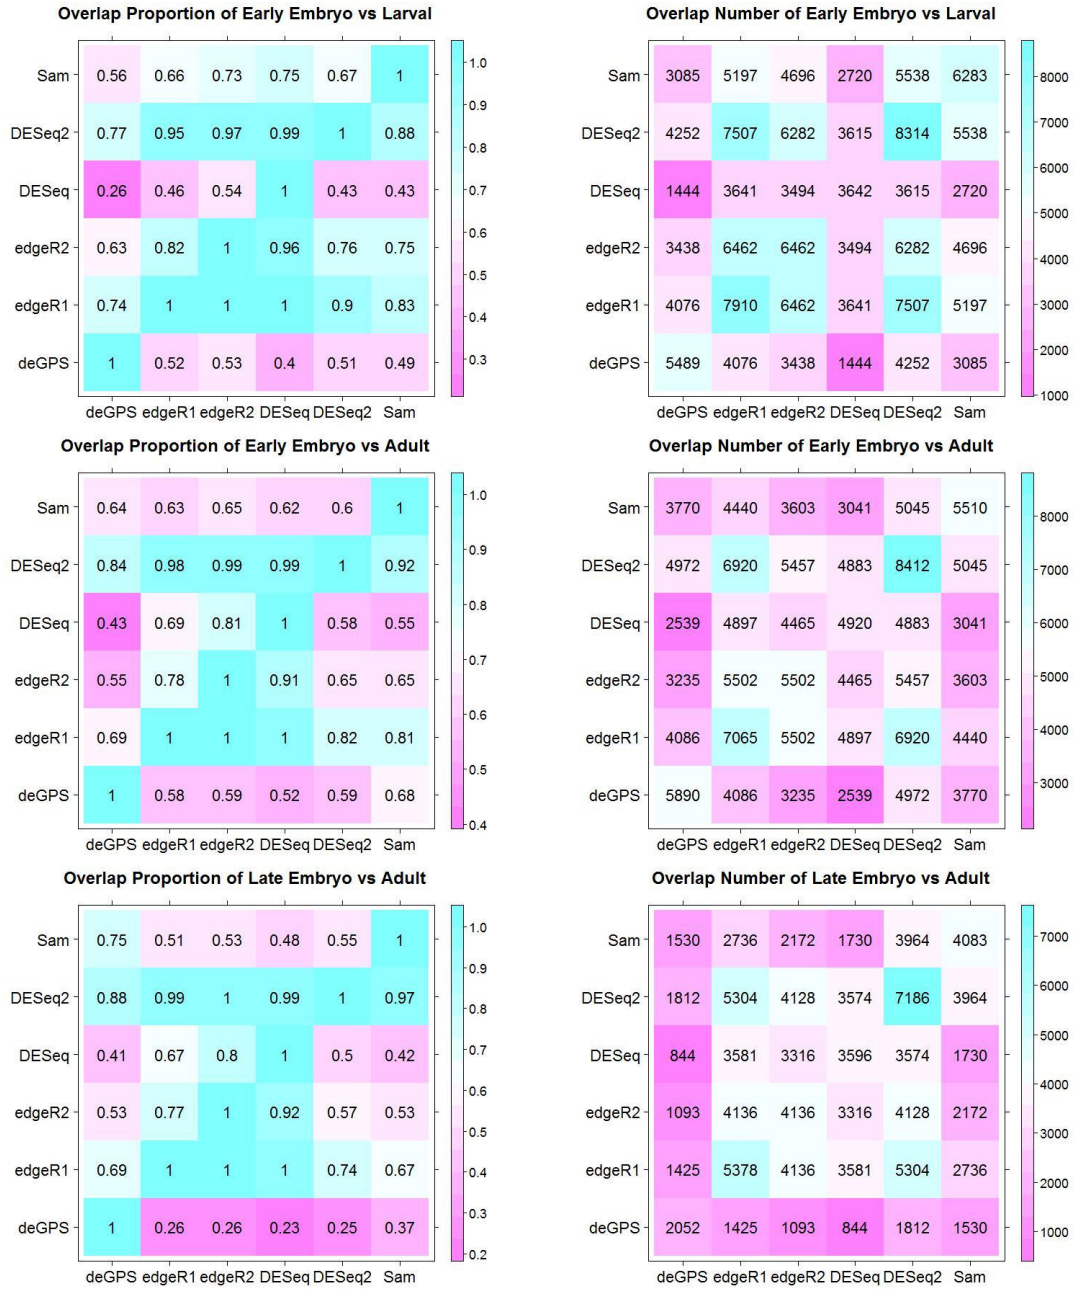 Overlap Proportion of Early Embryo vs Larval
Sam 0.56 0.66 0.73 0.75 0.67 1
DESeq2 0.77 0.95 0.97 0.99 1 0.88
DESeq 0.26 0.46 0.54 1 0.43 0.43
edgeR2 0.63 0.82 1 0.96 0.76 0.75
edgeR1 0.74 1 1 1 0.9 0.83
deGPS 1 0.52 0.53 0.4 0.51 0.49
deGPS edgeR1 edgeR2 DESeq DESeq2 Sam
1.0
0.9
0.8
0.7
0.6
0.5
0.4
0.3
Overlap Number of Early Embryo vs Larval
Sam 3085 5197 4696 2720 5538 6283
DESeq2 4252 7507 6282 3615 8314 5538
DESeq 1444 3641 3494 3642 3615 2720
edgeR2 3438 6462 6462 3494 6282 4696
edgeR1 4076 7910 6462 3641 7507 5197
deGPS 5489 4076 3438 1444 4252 3085
deGPS edgeR1 edgeR2 DESeq DESeq2 Sam
8000
7000
6000
5000
4000
3000
2000
1000
Overlap Proportion of Early Embryo vs Adult
Sam 0.64 0.63 0.65 0.62 0.6 1
DESeq2 0.84 0.98 0.99 0.99 1 0.92
DESeq 0.43 0.69 0.81 1 0.58 0.55
edgeR2 0.55 0.78 1 0.91 0.65 0.65
edgeR1 0.69 1 1 1 0.82 0.81
deGPS 1 0.58 0.59 0.52 0.59 0.68
deGPS edgeR1 edgeR2 DESeq DESeq2 Sam
1.0
0.9
0.8
0.7
0.6
0.5
0.4
Overlap Number of Early Embryo vs Adult
Sam 3770 4440 3603 3041 5045 5510
DESeq2 4972 6920 5457 4883 8412 5045
DESeq 2539 4897 4465 4920 4883 3041
edgeR2 3235 5502 5502 4465 5457 3603
edgeR1 4086 7065 5502 4897 6920 4440
deGPS 5890 4086 3235 2539 4972 3770
deGPS edgeR1 edgeR2 DESeq DESeq2 Sam
8000
7000
6000
5000
4000
3000
Overlap Proportion of Late Embryo vs Adult
Sam 0.75 0.51 0.53 0.48 0.55 1
DESeq2 0.88 0.99 1 0.99 1 0.97
DESeq 0.41 0.67 0.8 1 0.5 0.42
edgeR2 0.53 0.77 1 0.92 0.57 0.53
edgeR1 0.69 1 1 1 0.74 0.67
deGPS 1 0.26 0.26 0.23 0.25 0.37
deGPS edgeR1 edgeR2 DESeq DESeq2 Sam
1.0
0.9
0.8
0.7
0.6
0.5
0.4
0.3
0.2
Overlap Number of Late Embryo vs Adult
Sam 1530 2736 2172 1730 3964 4083
DESeq2 1812 5304 4128 3574 7186 3964
DESeq 844 3581 3316 3596 3574 1730
edgeR2 1093 4136 4136 3316 4128 2172
edgeR1 1425 5378 4136 3581 5304 2736
deGPS 2052 1425 1093 844 1812 1530
deGPS edgeR1 edgeR2 DESeq DESeq2 Sam
7000
6000
5000
4000
3000
2000
1000